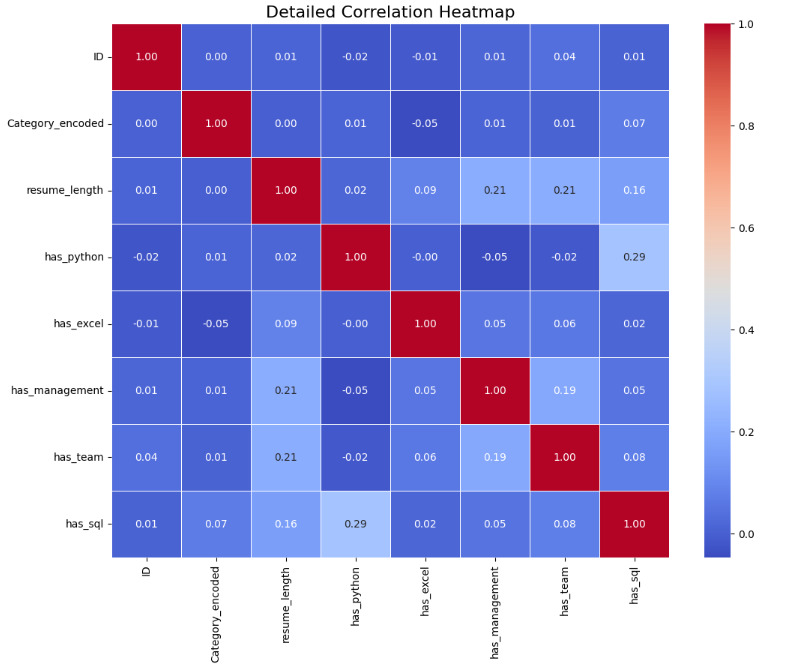 Detailed Correlation Heatmap
ID 1.00 0.00 0.01 -0.02 -0.01 0.01 0.04 0.01
Category_encoded 0.00 1.00 0.00 0.01 -0.05 0.01 0.01 0.07
resume_length 0.01 0.00 1.00 0.02 0.09 0.21 0.21 0.16
has_python -0.02 0.01 0.02 1.00 -0.00 -0.05 -0.02 0.29
has_excel -0.01 -0.05 0.09 -0.00 1.00 0.05 0.06 0.02
has_management 0.01 0.01 0.21 -0.05 0.05 1.00 0.19 0.05
has_team 0.04 0.01 0.21 -0.02 0.06 0.19 1.00 0.08
has_sql 0.01 0.07 0.16 0.29 0.02 0.05 0.08 1.00
ID Category_encoded resume_length has_python has_excel has_management has_team has_sql
1.0
0.8
0.6
0.4
0.2
0.0